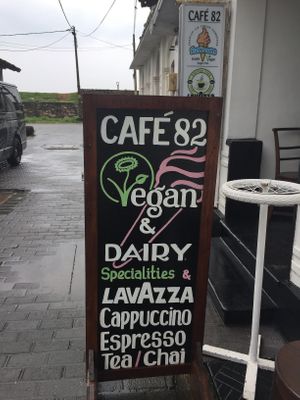 CAFÉ 82
CAFÉ 82
Vegan
&
DAIRY
Specialities &
LAVAZZA
Cappuccino
Espresso
Tea/Chai